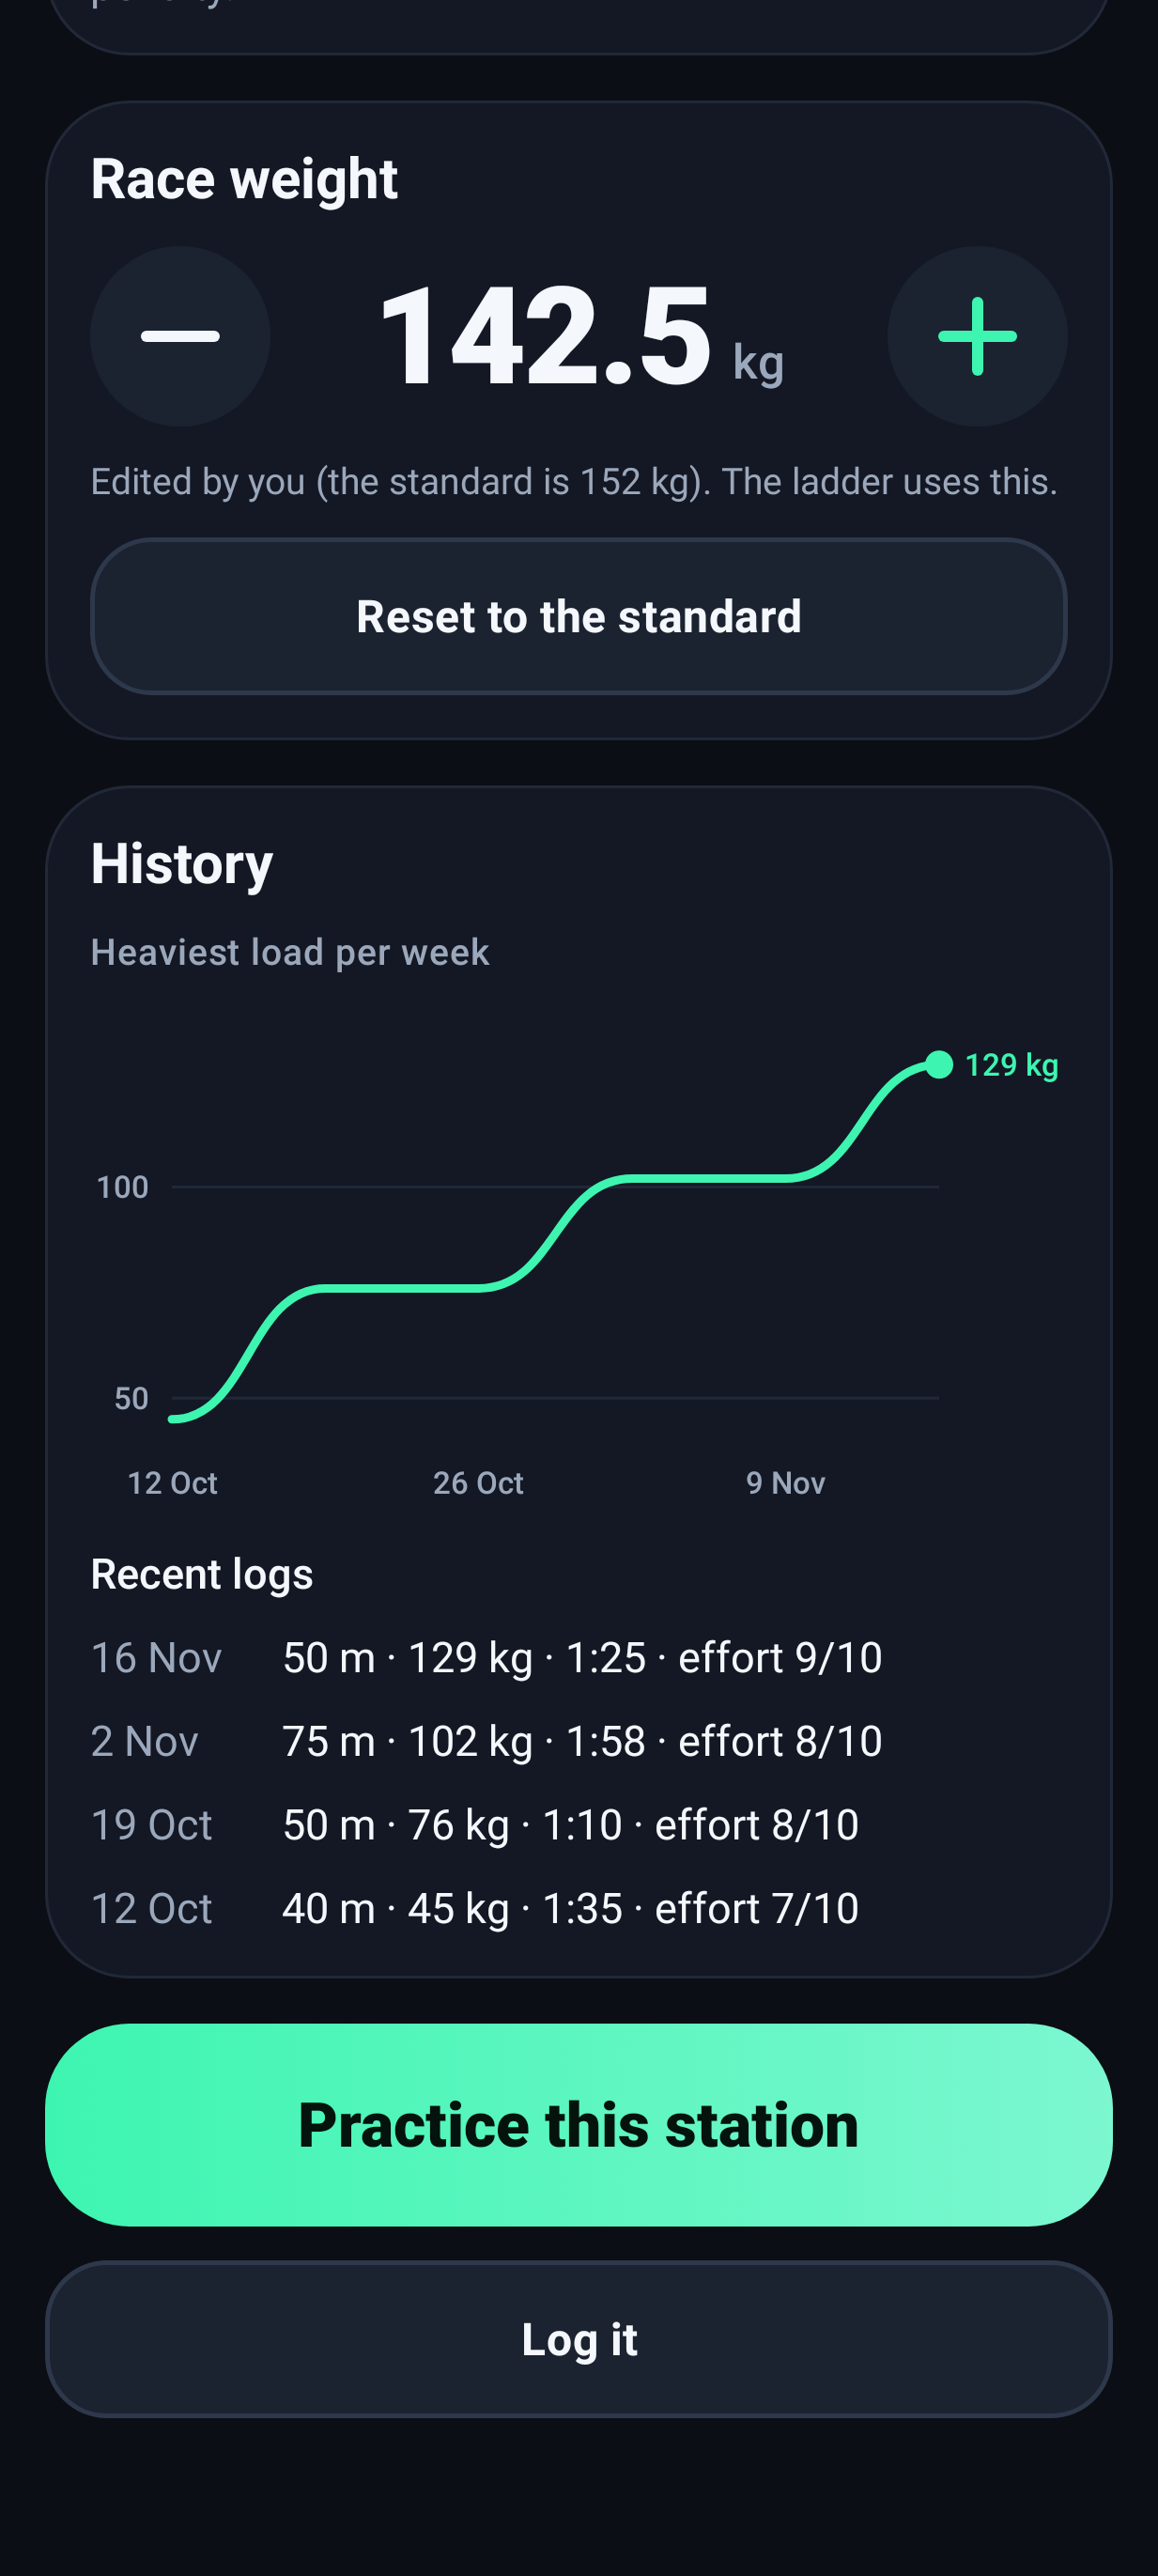 Race weight
142.5 kg
Edited by you (the standard is 152 kg). The ladder uses this.
Reset to the standard
History
Heaviest load per week
129 kg
100
50
12 Oct 26 Oct 9 Nov
Recent logs
16 Nov 50 m · 129 kg · 1:25 · effort 9/10
2 Nov 75 m · 102 kg · 1:58 · effort 8/10
19 Oct 50 m · 76 kg · 1:10 · effort 8/10
12 Oct 40 m · 45 kg · 1:35 · effort 7/10
Practice this station
Log it